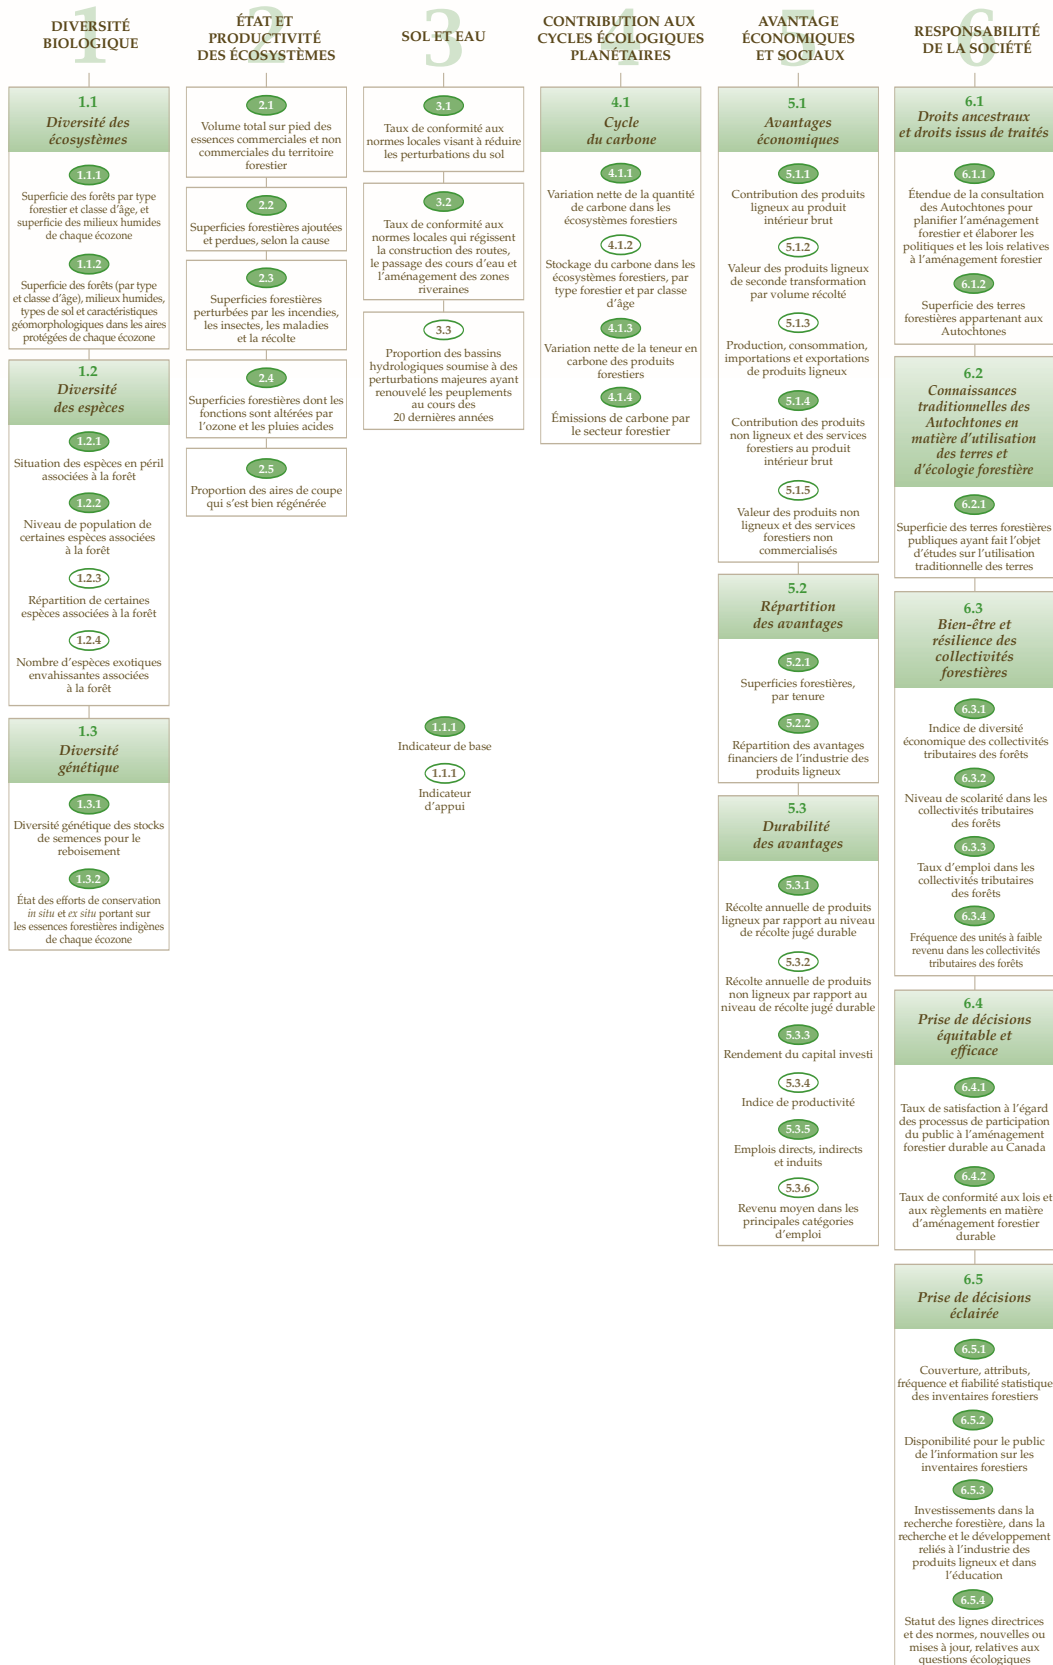 1
DIVERSITÉ
BIOLOGIQUE
1.1
Diversité des
écosystèmes
1.1.1
Superficie des forêts par type
forestier et classe d'âge, et
superficie des milieux humides
de chaque écozone
1.1.2
Superficie des forêts (par type
et classe d'âge), milieux humides,
types de sol et caractéristiques
géomorphologiques dans les aires
protégées de chaque écozone
1.2
Diversité
des espèces
1.2.1
Situation des espèces en péril
associées à la forêt
1.2.2
Niveau de population de
certaines espèces associées
à la forêt
1.2.3
Répartition de certaines
espèces associées à la forêt
1.2.4
Nombre d'espèces exotiques
envahissantes associées
à la forêt
1.3
Diversité
génétique
1.3.1
Diversité génétique des stocks
de semences pour le
reboisement
1.3.2
État des efforts de conservation
in situ et ex situ portant sur
les essences forestières indigènes
de chaque écozone
2
ÉTAT ET
PRODUCTIVITÉ
DES ÉCOSYSTÈMES
2.1
Volume total sur pied des
essences commerciales et non
commerciales du territoire
forestier
2.2
Superficies forestières ajoutées
et perdues, selon la cause
2.3
Superficies forestières
perturbées par les incendies,
les insectes, les maladies
et la récolte
2.4
Superficies forestières dont les
fonctions sont altérées par
l'ozone et les pluies acides
2.5
Proportion des aires de coupe
qui s'est bien régénérée
3
SOL ET EAU
3.1
Taux de conformité aux
normes locales visant à réduire
les perturbations du sol
3.2
Taux de conformité aux
normes locales qui régissent
la construction des routes,
le passage des cours d'eau et
l'aménagement des zones
riveraines
3.3
Proportion des bassins
hydrologiques soumise à des
perturbations majeures ayant
renouvelé les peuplements
au cours des
20 dernières années
1.1.1
Indicateur de base
1.1.1
Indicateur
d'appui
4
CONTRIBUTION AUX
CYCLES ÉCOLOGIQUES
PLANÉTAIRES
4.1
Cycle
du carbone
4.1.1
Variation nette de la quantité
de carbone dans les
écosystèmes forestiers
4.1.2
Stockage du carbone dans les
écosystèmes forestiers, par
type forestier et par classe
d'âge
4.1.3
Variation nette de la teneur en
carbone des produits
forestiers
4.1.4
Émissions de carbone par
le secteur forestier
5
AVANTAGE
ÉCONOMIQUES
ET SOCIAUX
5.1
Avantages
économiques
5.1.1
Contribution des produits
ligneux au produit
intérieur brut
5.1.2
Valeur des produits ligneux
de seconde transformation
par volume récolté
5.1.3
Production, consommation,
importations et exportations
de produits ligneux
5.1.4
Contribution des produits
non ligneux et des services
forestiers au produit
intérieur brut
5.1.5
Valeur des produits non
ligneux et des services
forestiers non
commercialisés
5.2
Répartition
des avantages
5.2.1
Superficies forestières,
par tenure
5.2.2
Répartition des avantages
financiers de l'industrie des
produits ligneux
5.3
Durabilité
des avantages
5.3.1
Récolte annuelle de produits
ligneux par rapport au niveau
de récolte jugé durable
5.3.2
Récolte annuelle de produits
non ligneux par rapport au
niveau de récolte jugé durable
5.3.3
Rendement du capital investi
5.3.4
Indice de productivité
5.3.5
Emplois directs, indirects
et induits
5.3.6
Revenu moyen dans les
principales catégories
d'emploi
6
RESPONSABILITÉ
DE LA SOCIÉTÉ
6.1
Droits ancestraux
et droits issus de traités
6.1.1
Étendue de la consultation
des Autochtones pour
planifier l'aménagement
forestier et élaborer les
politiques et les lois relatives
à l'aménagement forestier
6.1.2
Superficie des terres
forestières appartenant aux
Autochtones
6.2
Connaissances
traditionnelles des
Autochtones en
matière d'utilisation
des terres et
d'écologie forestière
6.2.1
Superficie des terres forestières
publiques ayant fait l'objet
d'études sur l'utilisation
traditionnelle des terres
6.3
Bien-être et
résilience des
collectivités
forestières
6.3.1
Indice de diversité
économique des collectivités
tributaires des forêts
6.3.2
Niveau de scolarité dans les
collectivités tributaires
des forêts
6.3.3
Taux d'emploi dans les
collectivités tributaires
des forêts
6.3.4
Fréquence des unités à faible
revenu dans les collectivités
tributaires des forêts
6.4
Prise de décisions
équitable et
efficace
6.4.1
Taux de satisfaction à l'égard
des processus de participation
du public à l'aménagement
forestier durable au Canada
6.4.2
Taux de conformité aux lois et
aux règlements en matière
d'aménagement forestier
durable
6.5
Prise de décisions
éclairée
6.5.1
Couverture, attributs,
fréquence et fiabilité statistique
des inventaires forestiers
6.5.2
Disponibilité pour le public
de l'information sur les
inventaires forestiers
6.5.3
Investissements dans la
recherche forestière, dans la
recherche et le développement
reliés à l'industrie des
produits ligneux et dans
l'éducation
6.5.4
Statut des lignes directrices
et des normes, nouvelles ou
mises à jour, relatives aux
questions écologiques